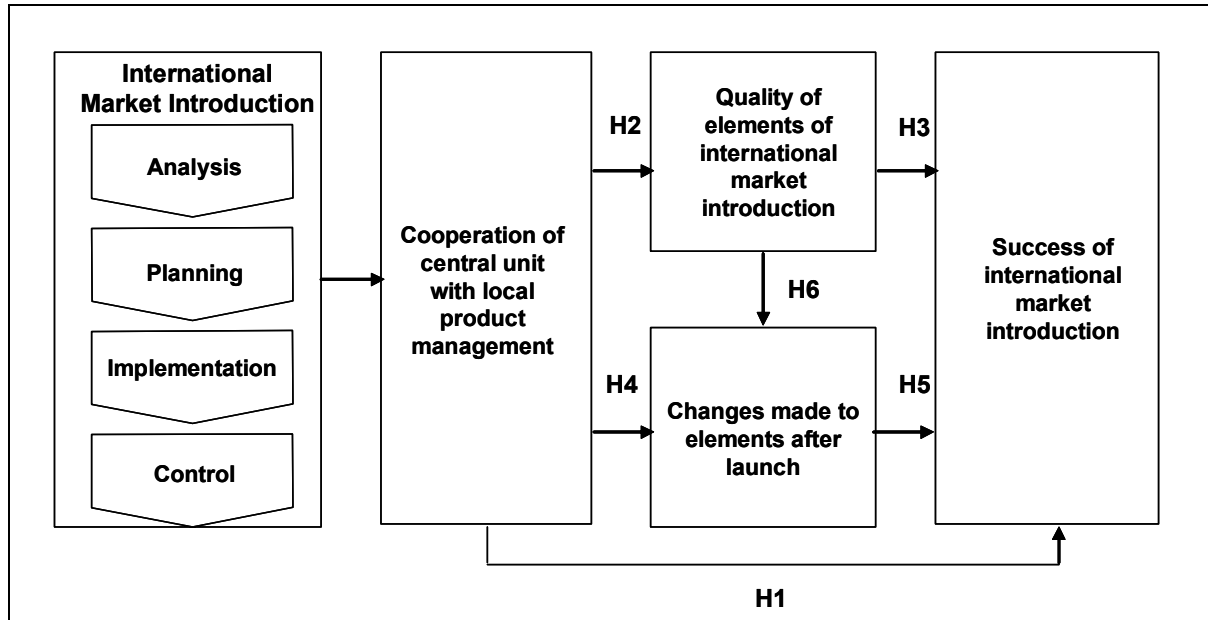 International
Market Introduction
Analysis
Planning
Implementation
Control
Cooperation of
central unit
with local
product
management
H2
H4
Quality of
elements of
international
market
introduction
H6
Changes made to
elements after
launch
H3
H5
Success of
international
market
introduction
H1